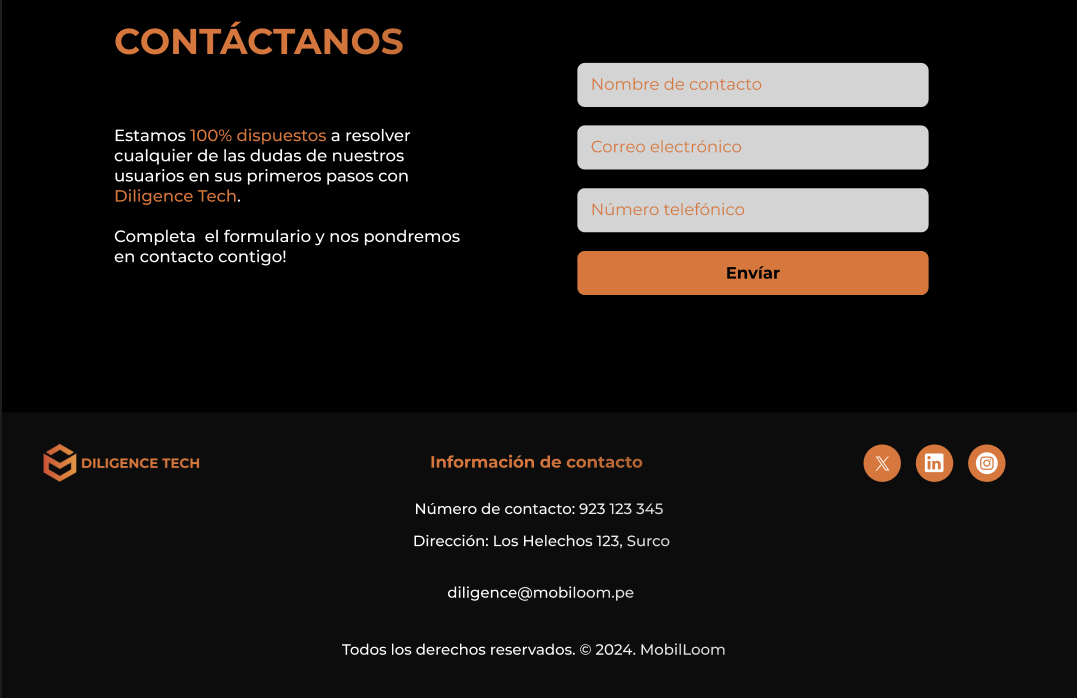 CONTÁCTANOS
Estamos 100% dispuestos a resolver
cualquier de las dudas de nuestros
usuarios en sus primeros pasos con
Diligence Tech.
Completa  el formulario y nos pondremos
en contacto contigo!
Nombre de contacto
Correo electrónico
Número telefónico
Envíar
DILIGENCE TECH
Información de contacto
Número de contacto: 923 123 345
Dirección: Los Helechos 123, Surco
diligence@mobiloom.pe
Todos los derechos reservados. © 2024. MobilLoom